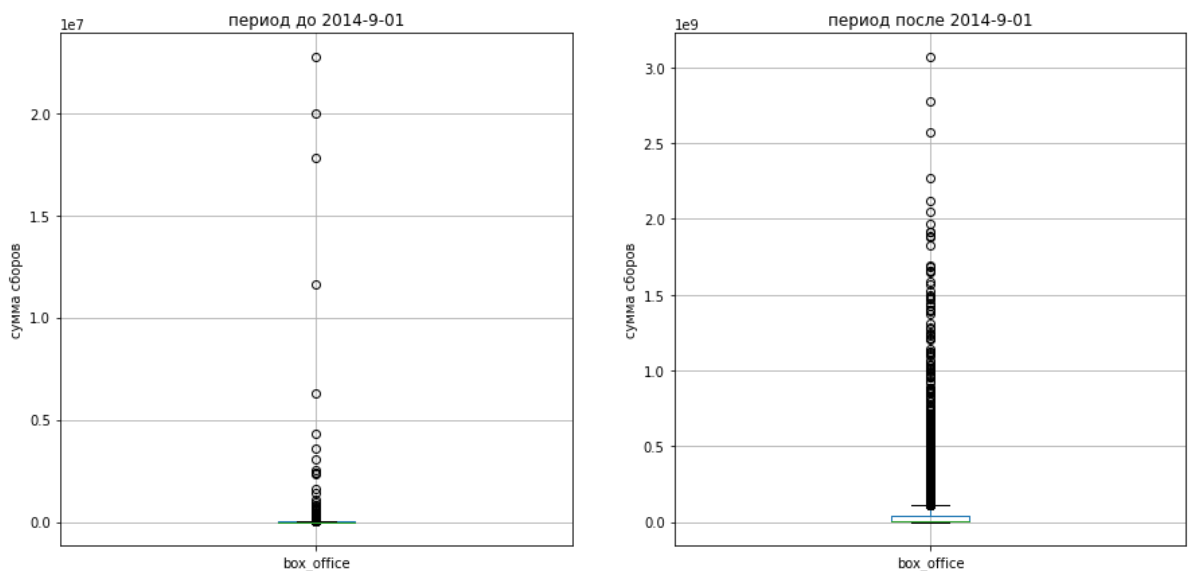 период до 2014-9-01
1e7
2.0
1.5
1.0
0.5
0.0
сумма сборов
box_office
период после 2014-9-01
1e9
3.0
2.5
2.0
1.5
1.0
0.5
0.0
сумма сборов
box_office